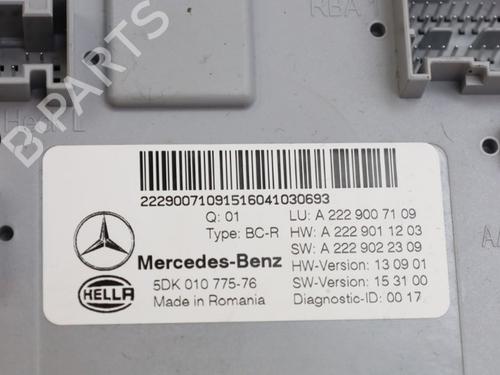 RBA
Heck L
B-PARTS
22290071091516041030693
Q: 01 LU: A 222 900 71 09
Type: BC-R HW: A 222 901 12 03
Mercedes-Benz SW: A 222 902 23 09
HELLA 5DK 010 775-76 HW-Version: 13 09 01
Made in Romania SW-Version: 15 31 00
Diagnostic-ID: 00 17